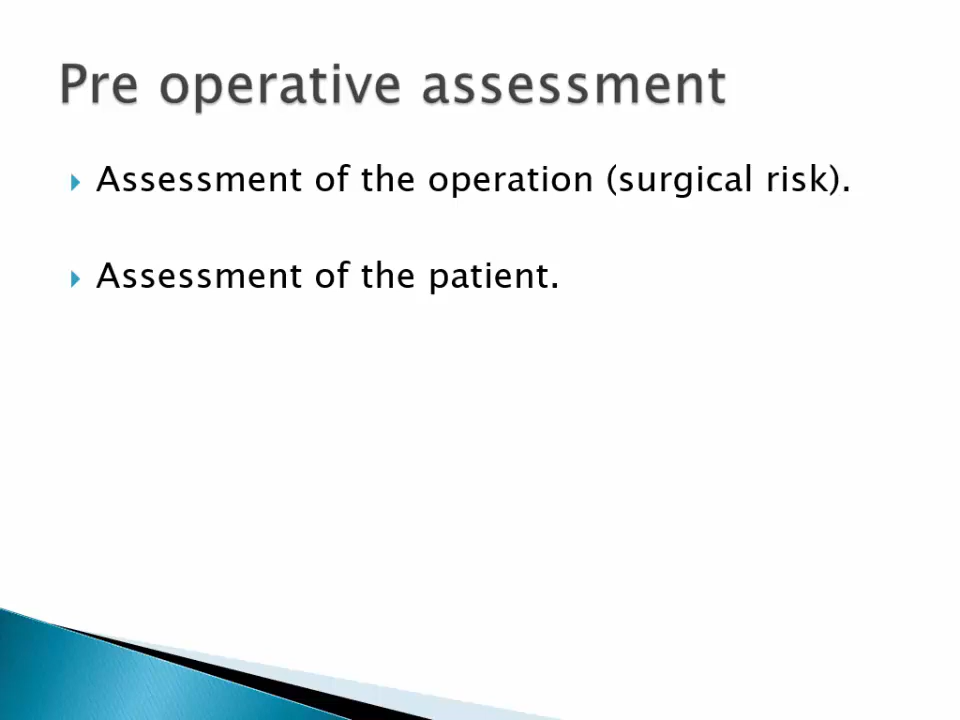 Pre operative assessment
Assessment of the operation (surgical risk).
Assessment of the patient.